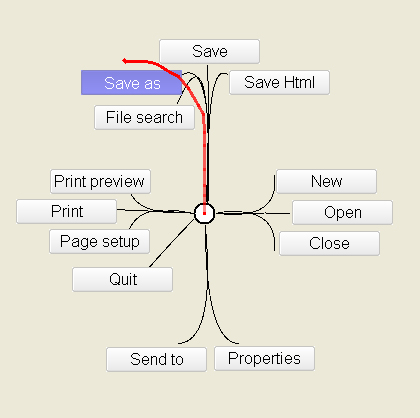 Save
Save as
Save Html
File search
Print preview
New
Print
Open
Page setup
Close
Quit
Send to
Properties